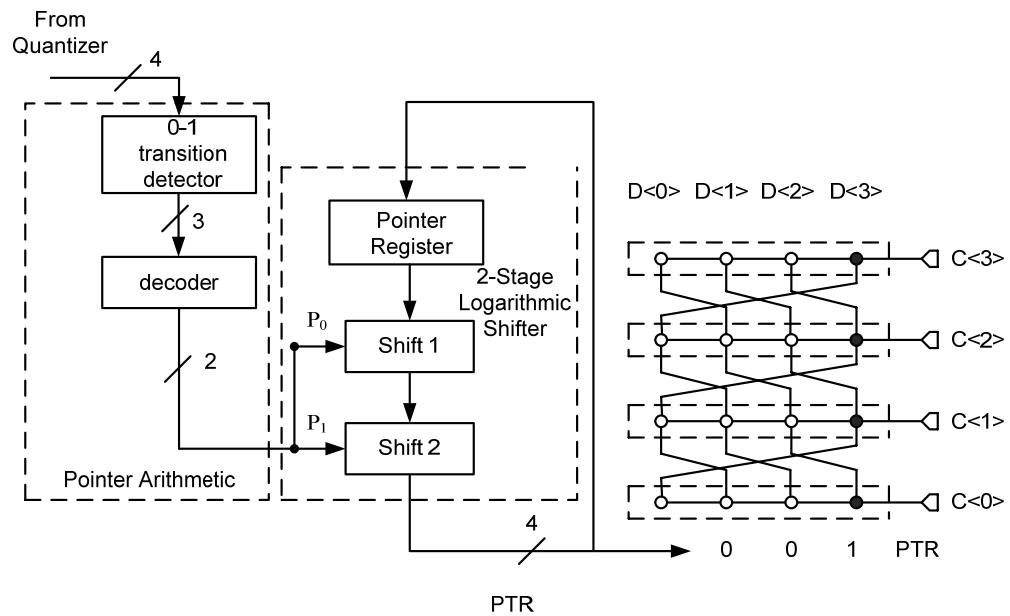 From
Quantizer
4
0-1
transition
detector
3
decoder
2
Pointer Arithmetic
Pointer
Register
2-Stage
Logarithmic
Shifter
P0
Shift 1
P1
Shift 2
4
PTR
D<0> D<1> D<2> D<3>
C<3>
C<2>
C<1>
C<0>
0 0 1 PTR